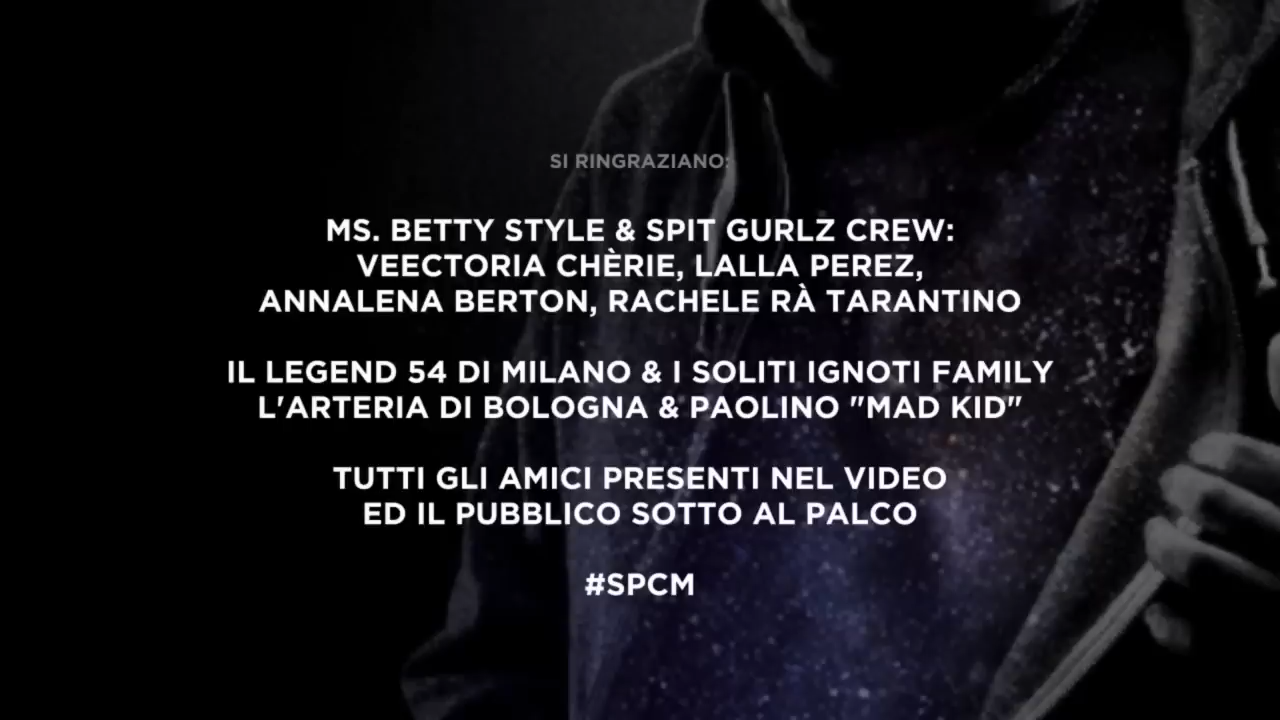 SI RINGRAZIANO:
MS. BETTY STYLE & SPIT GURLZ CREW:
VEECTORIA CHÈRIE, LALLA PEREZ,
ANNALENA BERTON, RACHELE RÀ TARANTINO
IL LEGEND 54 DI MILANO & I SOLITI IGNOTI FAMILY
L'ARTERIA DI BOLOGNA & PAOLINO "MAD KID"
TUTTI GLI AMICI PRESENTI NEL VIDEO
ED IL PUBBLICO SOTTO AL PALCO
#SPCM